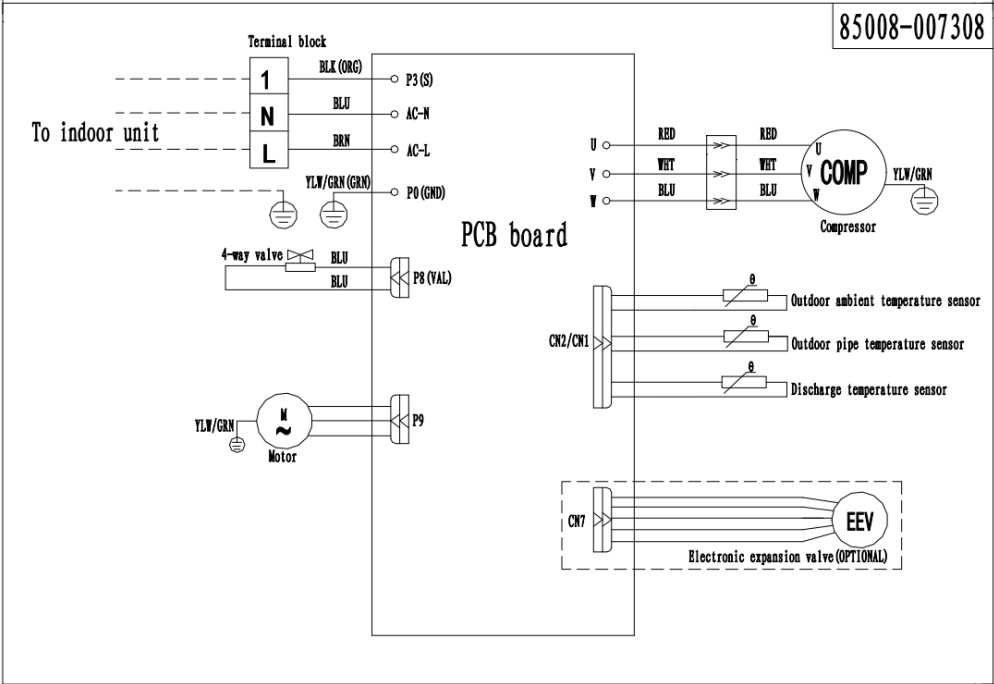 85008-007308
Terminal block
1
N
L
BLK(ORG)
BLU
BRN
YLW/GRN(GRN)
P3(S)
AC-N
AC-L
P0(GND)
To indoor unit
U
V
W
RED
WHT
BLU
RED
WHT
BLU
U
V
W
COMP
YLW/GRN
Compressor
PCB board
4-way valve
BLU
BLU
P8(VAL)
CN2/CN1
θ
Outdoor ambient temperature sensor
θ
Outdoor pipe temperature sensor
θ
Discharge temperature sensor
YLW/GRN
M
~
Motor
P9
CN7
EEV
Electronic expansion valve(OPTIONAL)